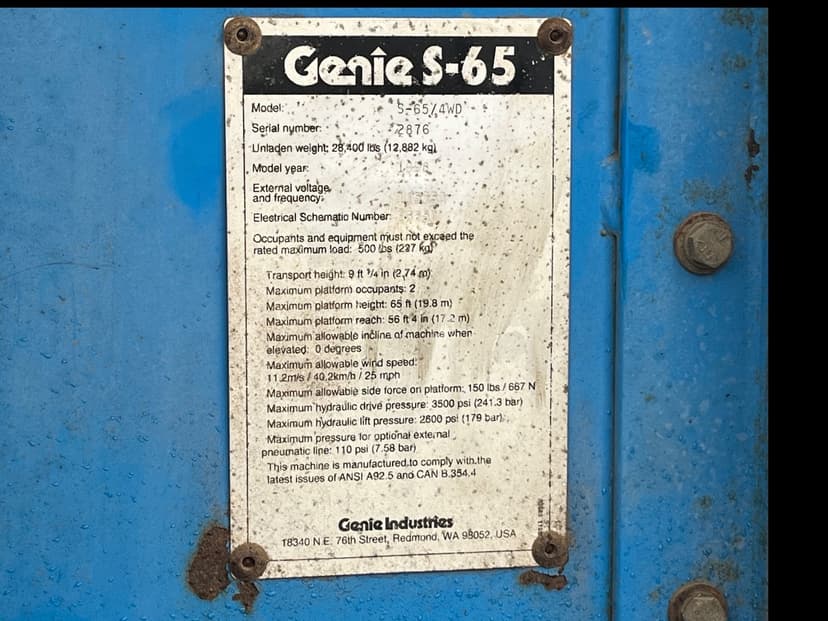 Genie S-65
Model: S-65/4WD
Serial number: 2876
Unladen weight: 28,400 lbs (12,882 kg)
Model year:
External voltage
and frequency:
Electrical Schematic Number:
Occupants and equipment must not exceed the
rated maximum load: 500 lbs (227 kg)
Transport height: 9 ft 3/4 in (2,74 m)
Maximum platform occupants: 2
Maximum platform height: 65 ft (19.8 m)
Maximum platform reach: 56 ft 4 in (17.2 m)
Maximum allowable incline of machine when
elevated: 0 degrees
Maximum allowable wind speed:
11.2m/s / 40.2km/h / 25 mph
Maximum allowable side force on platform: 150 lbs / 667 N
Maximum hydraulic drive pressure: 3500 psi (241.3 bar)
Maximum hydraulic lift pressure: 2600 psi (179 bar)
Maximum pressure for optional external
pneumatic line: 110 psi (7.58 bar)
This machine is manufactured to comply with the
latest issues of ANSI A92.5 and CAN B.354.4
Genie Industries
18340 N.E. 76th Street, Redmond, WA 98052, USA